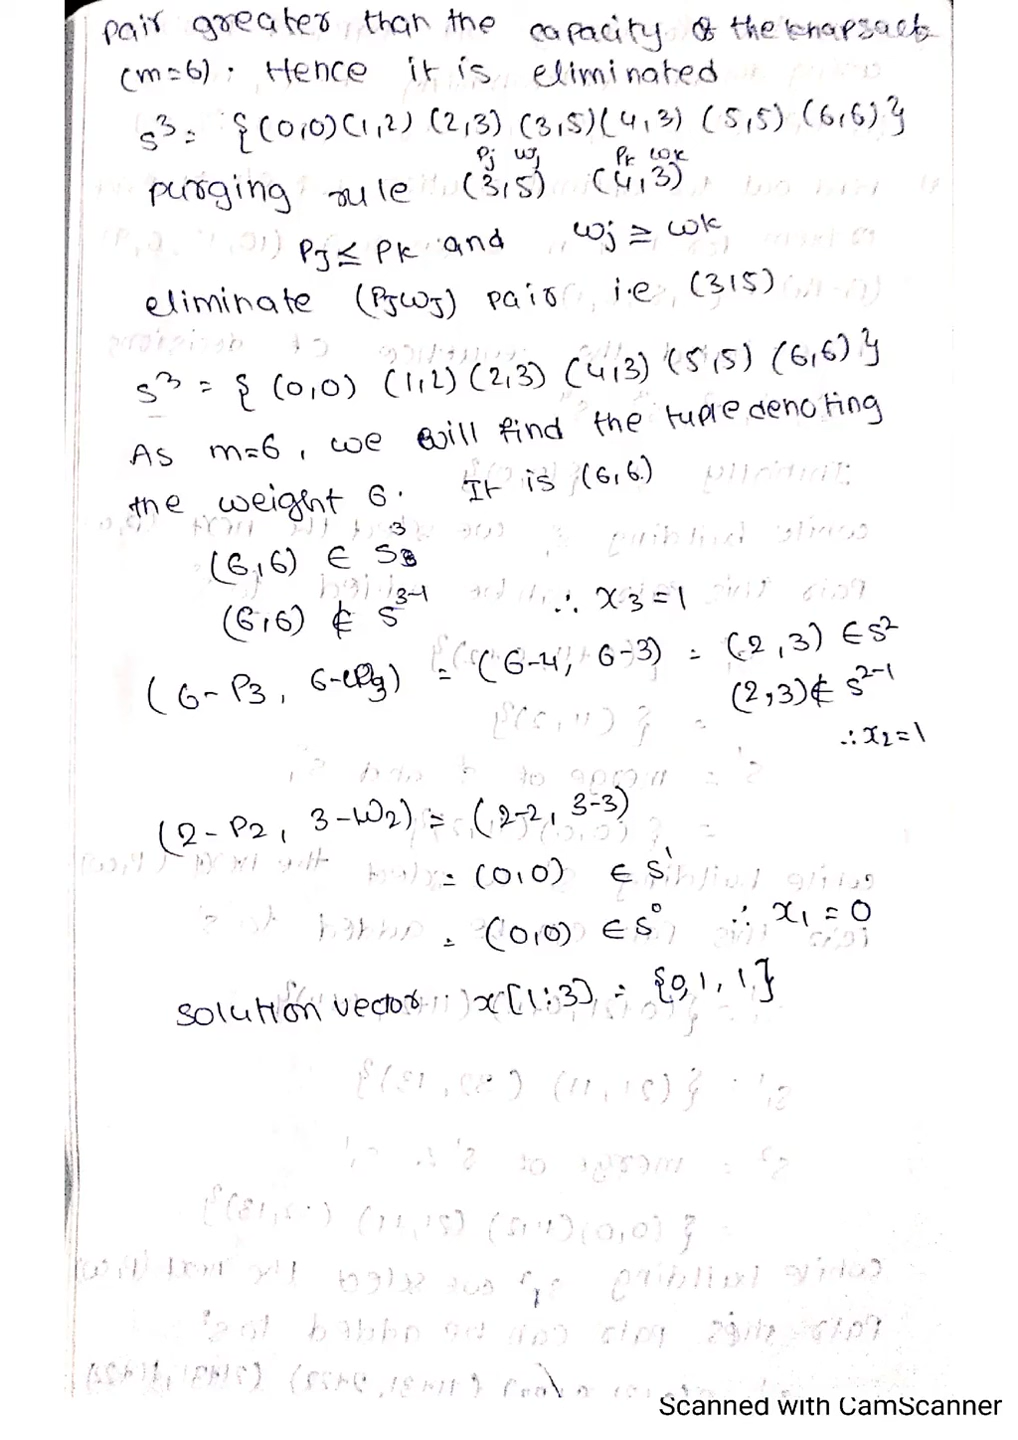 pair greater than the capacity of the knapsack
(m=6). Hence it is eliminated
S³ = {(0,0)(1,2) (2,3) (3,5)(4,3) (5,5) (6,6)}
Pj wj Pk wk
purging rule (3,5) (4,3)
Pj ≤ Pk and wj ≥ wk
eliminate (Pjwj) pair i.e (3,5)
S³ = { (0,0) (1,2) (2,3) (4,3) (5,5) (6,6)}
As m=6, we will find the tuple denoting
the weight 6. It is (6,6)
(6,6) ∈ S³
(6,6) ∉ S³⁻¹ ∴ x3=1
(6-P3, 6-w3) = (6-4, 6-3) = (2,3) ∈ S²
(2,3) ∉ S²⁻¹
∴ x2=1
(2-P2, 3-W2) = (2-2, 3-3)
= (0,0) ∈ S¹
= (0,0) ∈ S⁰ ∴ x1 = 0
solution vector x[1:3] = {0,1,1}
Scanned with CamScanner